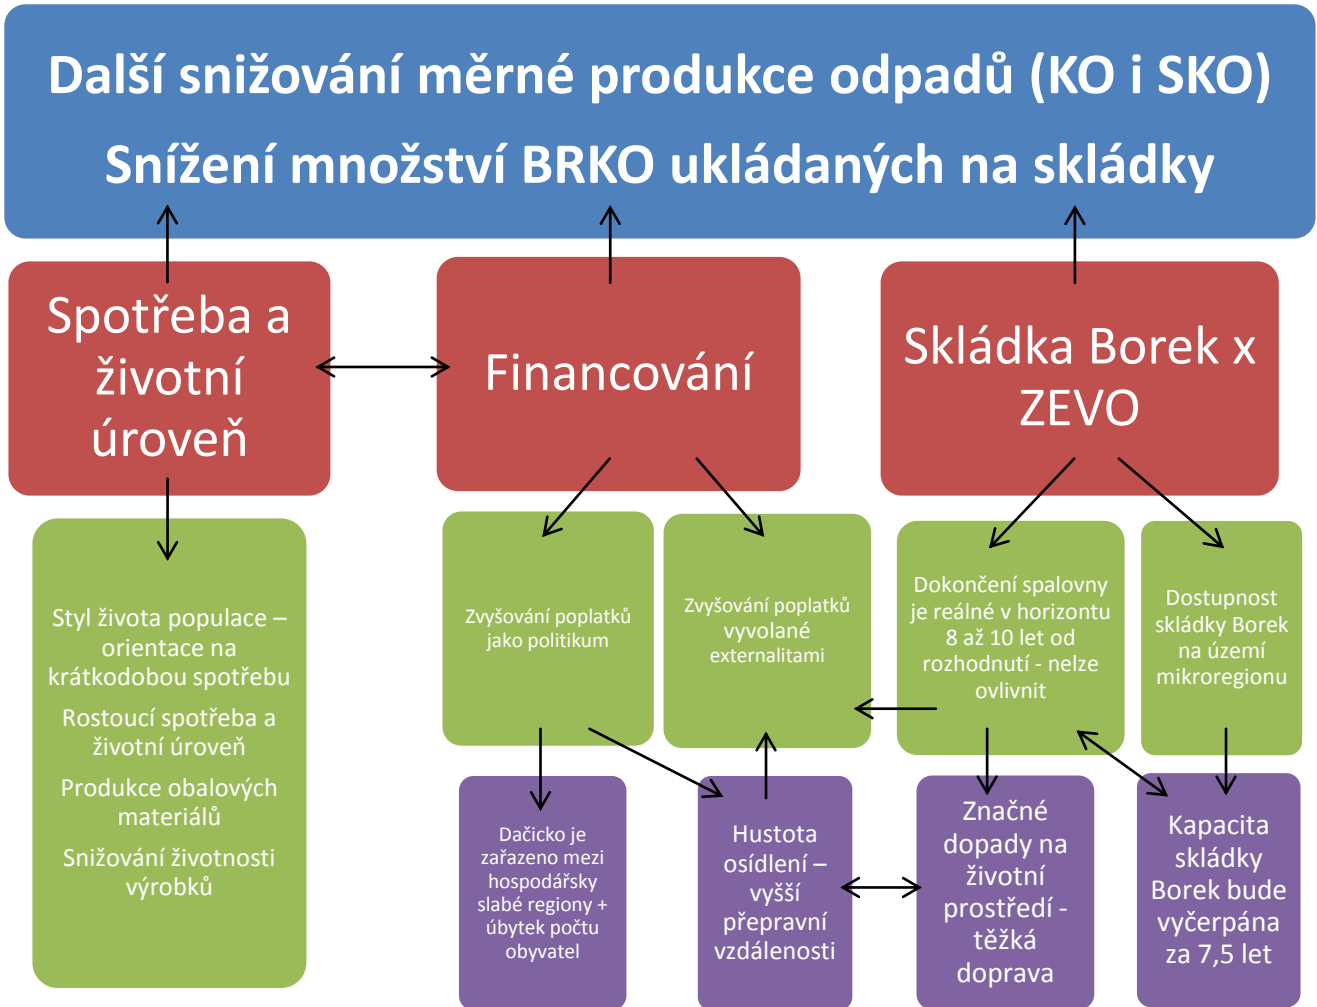 Další snižování měrné produkce odpadů (KO i SKO)
Snížení množství BRKO ukládaných na skládky
Spotřeba a
životní
úroveň
Financování
Skládka Borek x
ZEVO
Styl života populace –
orientace na
krátkodobou spotřebu
Rostoucí spotřeba a
životní úroveň
Produkce obalových
materiálů
Snižování životnosti
výrobků
Zvyšování poplatků
jako politikum
Zvyšování poplatků
vyvolané
externalitami
Dokončení spalovny
je reálné v horizontu
8 až 10 let od
rozhodnutí - nelze
ovlivnit
Dostupnost
skládky Borek
na území
mikroregionu
Dačicko je
zařazeno mezi
hospodářsky
slabé regiony +
úbytek počtu
obyvatel
Hustota
osídlení –
vyšší
přepravní
vzdálenosti
Značné
dopady na
životní
prostředí -
těžká
doprava
Kapacita
skládky
Borek bude
vyčerpána
za 7,5 let